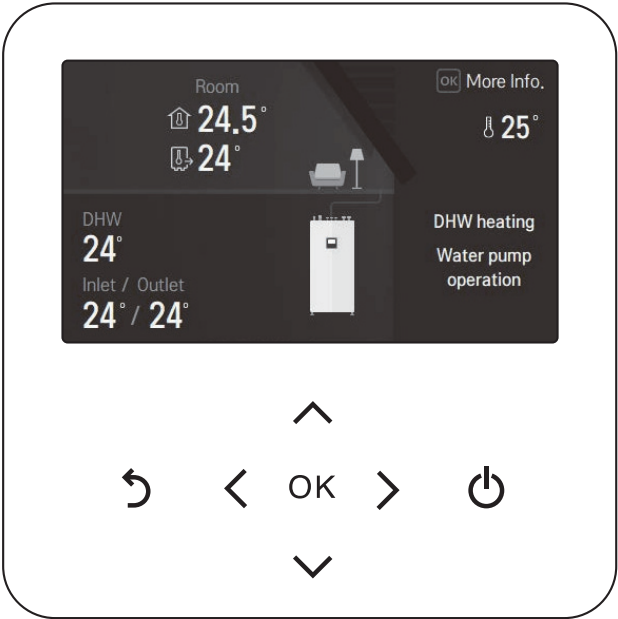 Room
24.5°
24°
OK More Info.
25°
DHW
24°
Inlet / Outlet
24° / 24°
DHW heating
Water pump
operation
OK